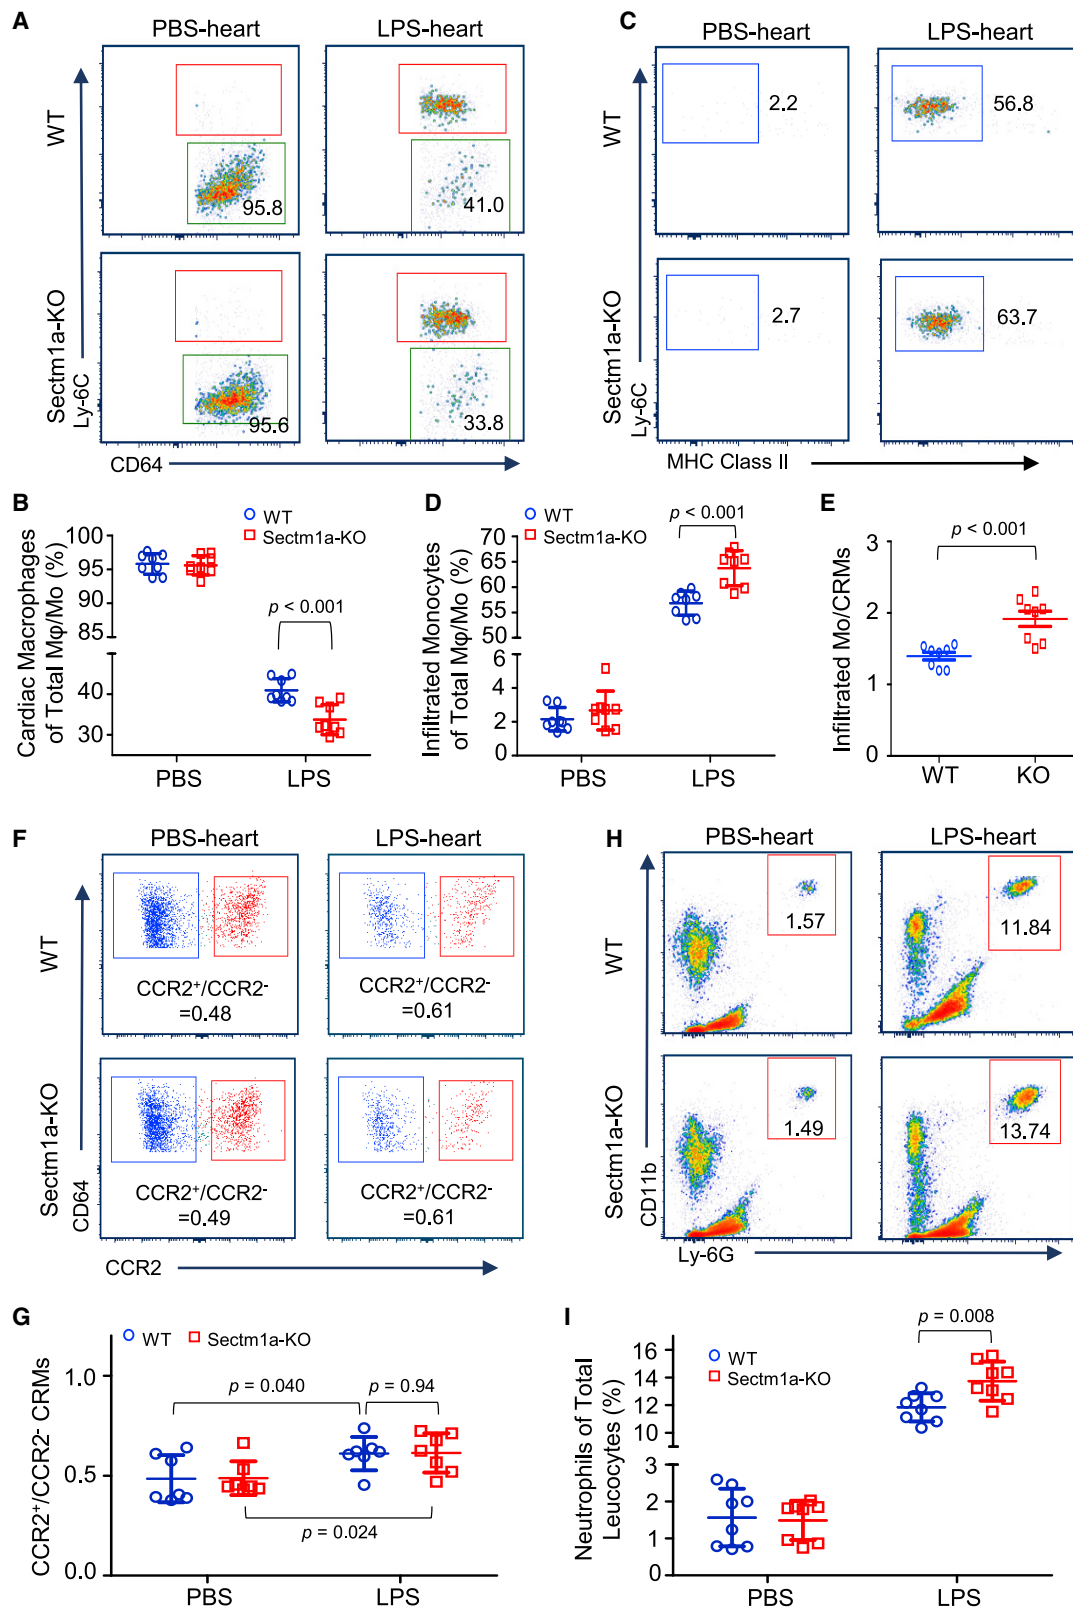 A
PBS-heart
LPS-heart
WT
95.8
41.0
Sectm1a-KO
Ly-6C
95.6
33.8
CD64
C
PBS-heart
LPS-heart
2.2
56.8
2.7
63.7
WT
Sectm1a-KO
Ly-6C
MHC Class II
B
WT
Sectm1a-KO
Cardiac Macrophages
of Total Mφ/Mo (%)
100
95
90
85
40
30
p < 0.001
PBS
LPS
D
WT
Sectm1a-KO
p < 0.001
Infiltrated Monocytes
of Total Mφ/Mo (%)
70
65
60
55
50
6
4
2
0
PBS
LPS
E
p < 0.001
Infiltrated Mo/CRMs
3
2
1
0
WT
KO
F
PBS-heart
LPS-heart
WT
CCR2⁺/CCR2⁻
=0.48
CCR2⁺/CCR2⁻
=0.61
Sectm1a-KO
CD64
CCR2⁺/CCR2⁻
=0.49
CCR2⁺/CCR2⁻
=0.61
CCR2
H
PBS-heart
LPS-heart
WT
1.57
11.84
Sectm1a-KO
CD11b
1.49
13.74
Ly-6G
G
WT
Sectm1a-KO
CCR2⁺/CCR2⁻ CRMs
1.0
0.5
0.0
p = 0.040
p = 0.94
p = 0.024
PBS
LPS
I
p = 0.008
WT
Sectm1a-KO
Neutrophils of Total
Leucocytes (%)
16
14
12
10
3
2
1
0
PBS
LPS